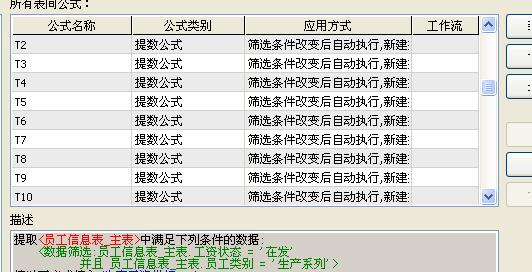 所有表间公式：
公式名称 公式类别 应用方式 工作流
T2 提数公式 筛选条件改变后自动执行,新建
T3 提数公式 筛选条件改变后自动执行,新建
T4 提数公式 筛选条件改变后自动执行,新建
T5 提数公式 筛选条件改变后自动执行,新建
T6 提数公式 筛选条件改变后自动执行,新建
T7 提数公式 筛选条件改变后自动执行,新建
T8 提数公式 筛选条件改变后自动执行,新建
T9 提数公式 筛选条件改变后自动执行,新建
T10 提数公式 筛选条件改变后自动执行,新建
描述
提取<员工信息表_主表>中满足下列条件的数据:
<数据筛选:员工信息表_主表.工资状态 = '在发'
并且 员工信息表_主表.员工类别 = '生产系列'>